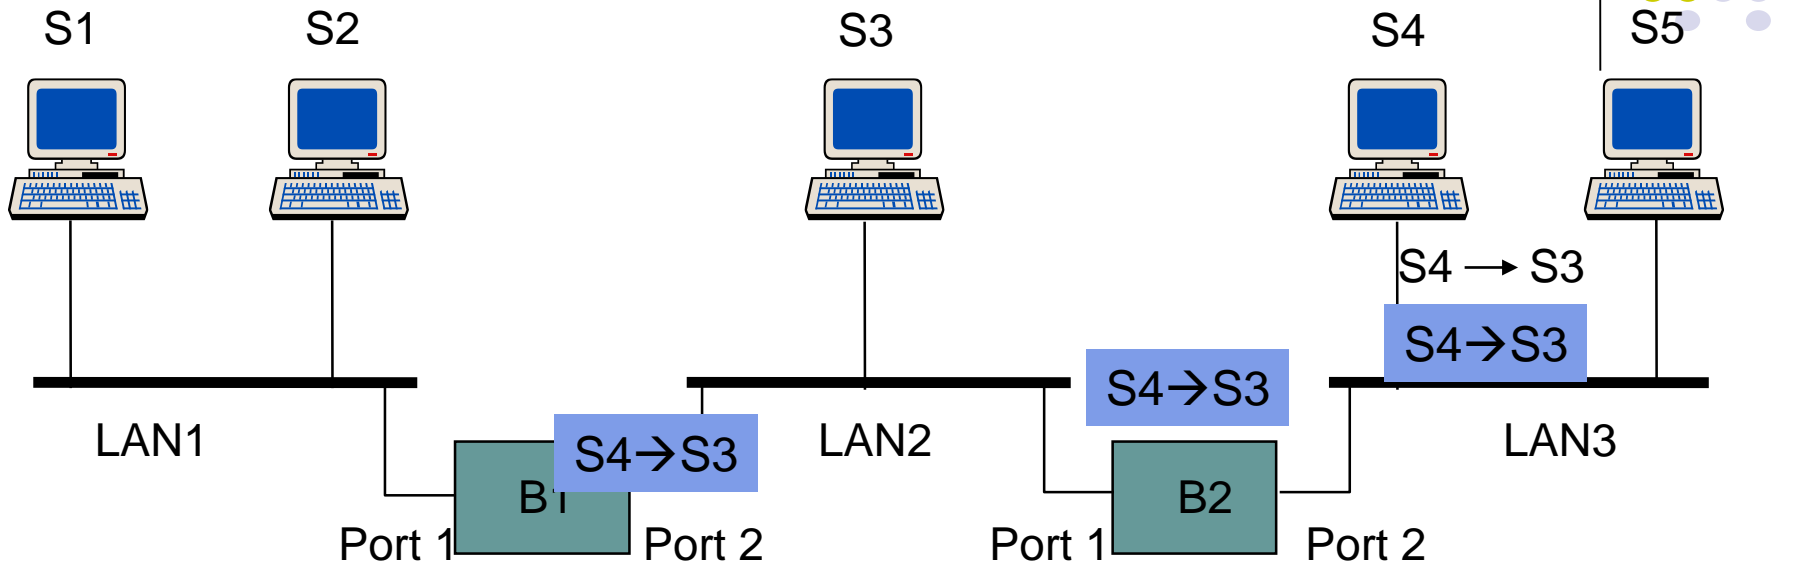 S1 S2 S3 S4 S5
S4 → S3
S4→S3
S4→S3
S4→S3
LAN1 LAN2 LAN3
B1 B2
Port 1 Port 2 Port 1 Port 2